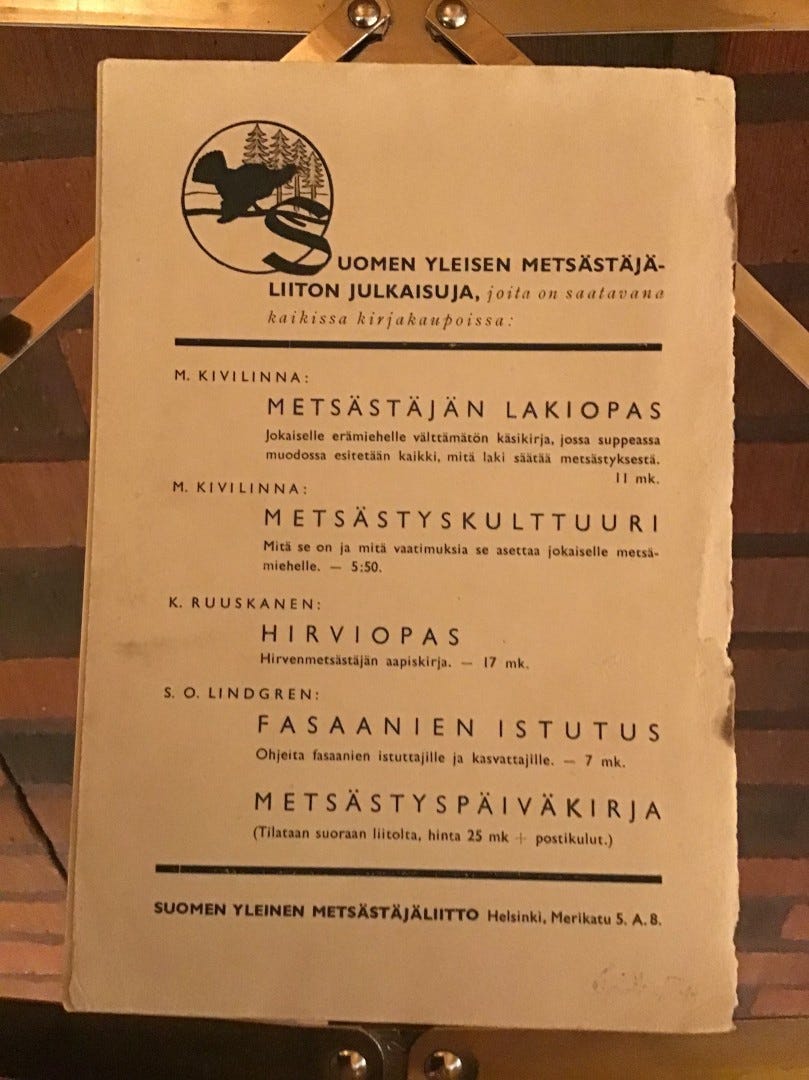 SUOMEN YLEISEN METSÄSTÄJÄ-
LIITON JULKAISUJA, joita on saatavana
kaikissa kirjakaupoissa:
M. KIVILINNA:
METSÄSTÄJÄN LAKIOPAS
Jokaiselle erämiehelle välttämätön käsikirja, jossa suppeassa
muodossa esitetään kaikki, mitä laki säätää metsästyksestä.
11 mk.
M. KIVILINNA:
METSÄSTYSKULTTUURI
Mitä se on ja mitä vaatimuksia se asettaa jokaiselle metsä-
miehelle. — 5:50.
K. RUUSKANEN:
HIRVIOPAS
Hirvenmetsästäjän aapiskirja. — 17 mk.
S. O. LINDGREN:
FASAANIEN ISTUTUS
Ohjeita fasaanien istuttajille ja kasvattajille. — 7 mk.
METSÄSTYSPÄIVÄKIRJA
(Tilataan suoraan liitolta, hinta 25 mk + postikulut.)
SUOMEN YLEINEN METSÄSTÄJÄLIITTO Helsinki, Merikatu 5. A. 8.